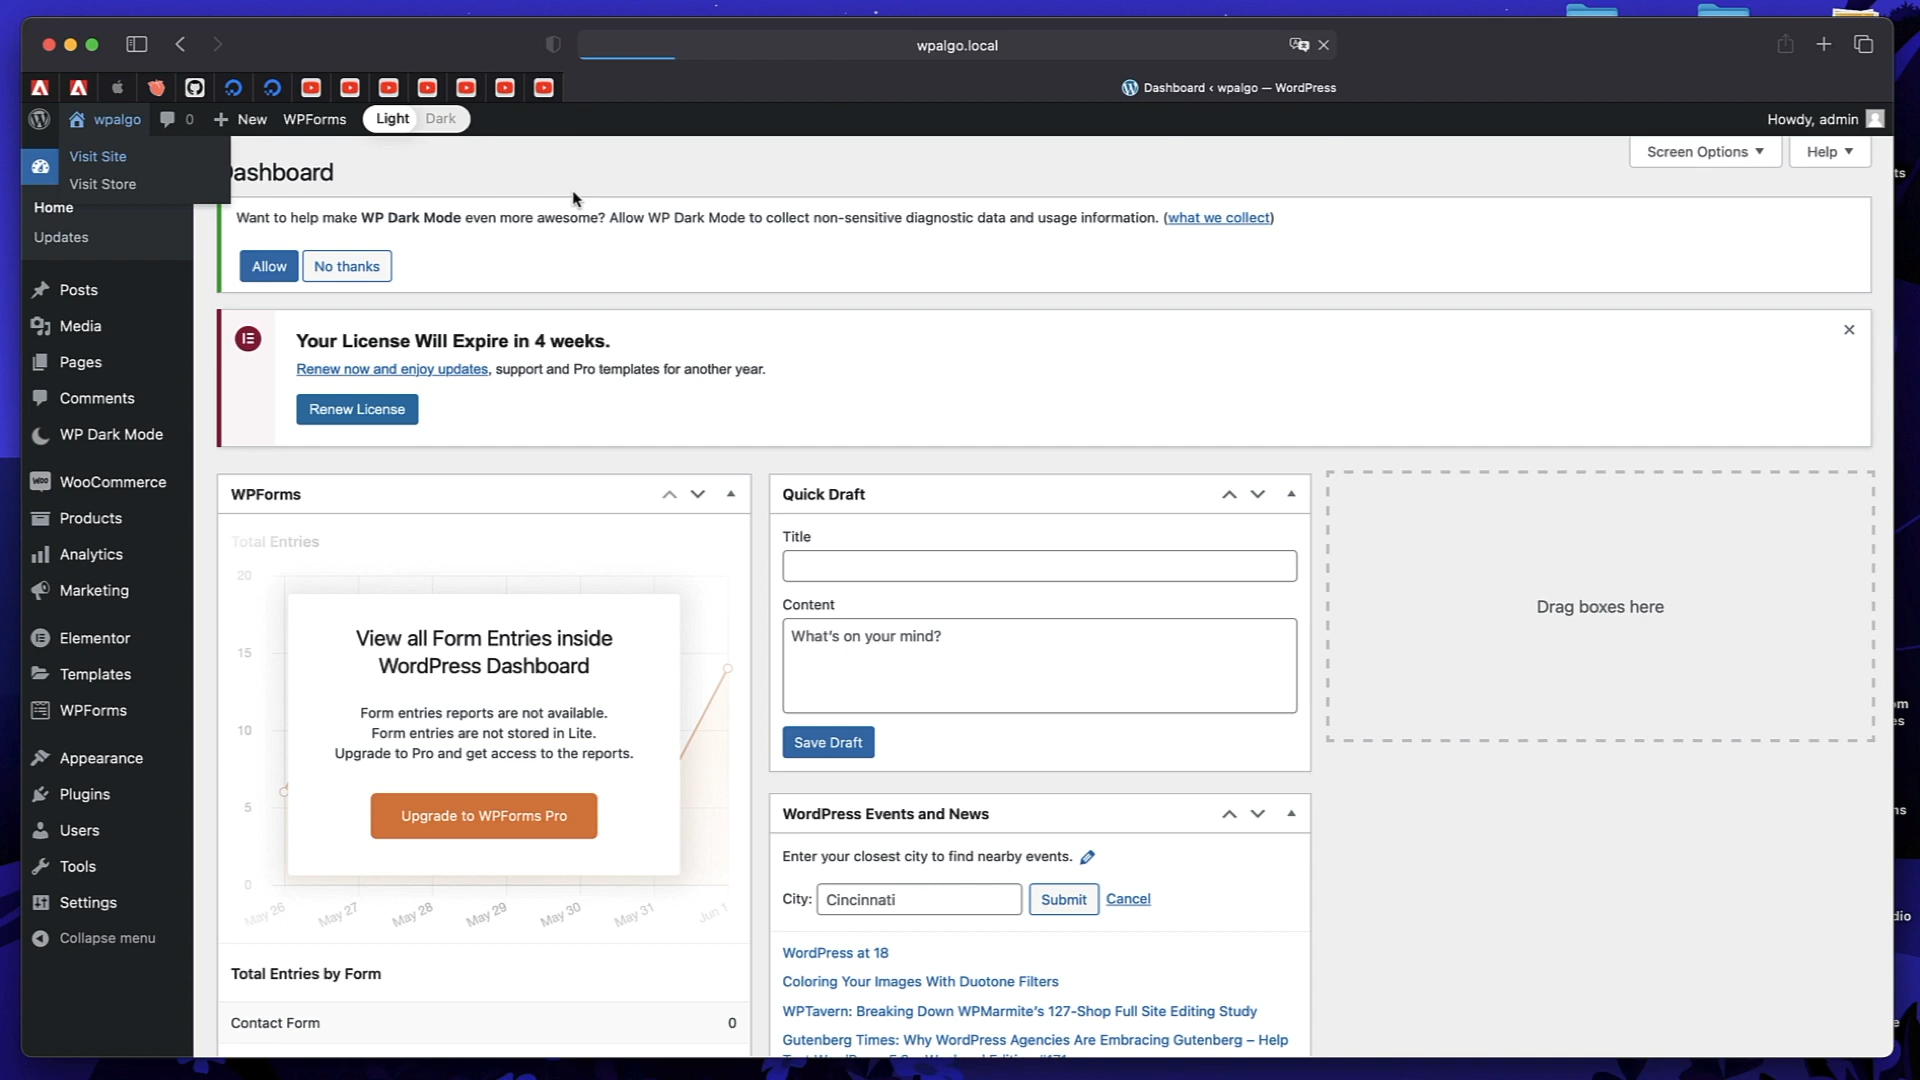 wpalgo.local
Dashboard ‹ wpalgo — WordPress
wpalgo
0
New
WPForms
Light
Dark
Howdy, admin
Visit Site
Visit Store
Home
Updates
Posts
Media
Pages
Comments
WP Dark Mode
WooCommerce
Products
Analytics
Marketing
Elementor
Templates
WPForms
Appearance
Plugins
Users
Tools
Settings
Collapse menu
ashboard
Screen Options
Help
Want to help make WP Dark Mode even more awesome? Allow WP Dark Mode to collect non-sensitive diagnostic data and usage information. (what we collect)
Allow
No thanks
Your License Will Expire in 4 weeks.
Renew now and enjoy updates, support and Pro templates for another year.
Renew License
WPForms
Total Entries
20
15
10
5
0
May 26
May 27
May 28
May 29
May 30
May 31
Jun 1
View all Form Entries inside
WordPress Dashboard
Form entries reports are not available.
Form entries are not stored in Lite.
Upgrade to Pro and get access to the reports.
Upgrade to WPForms Pro
Total Entries by Form
Contact Form
0
Quick Draft
Title
Content
What's on your mind?
Save Draft
WordPress Events and News
Enter your closest city to find nearby events.
City:
Cincinnati
Submit
Cancel
WordPress at 18
Coloring Your Images With Duotone Filters
WPTavern: Breaking Down WPMarmite's 127-Shop Full Site Editing Study
Gutenberg Times: Why WordPress Agencies Are Embracing Gutenberg – Help
Drag boxes here